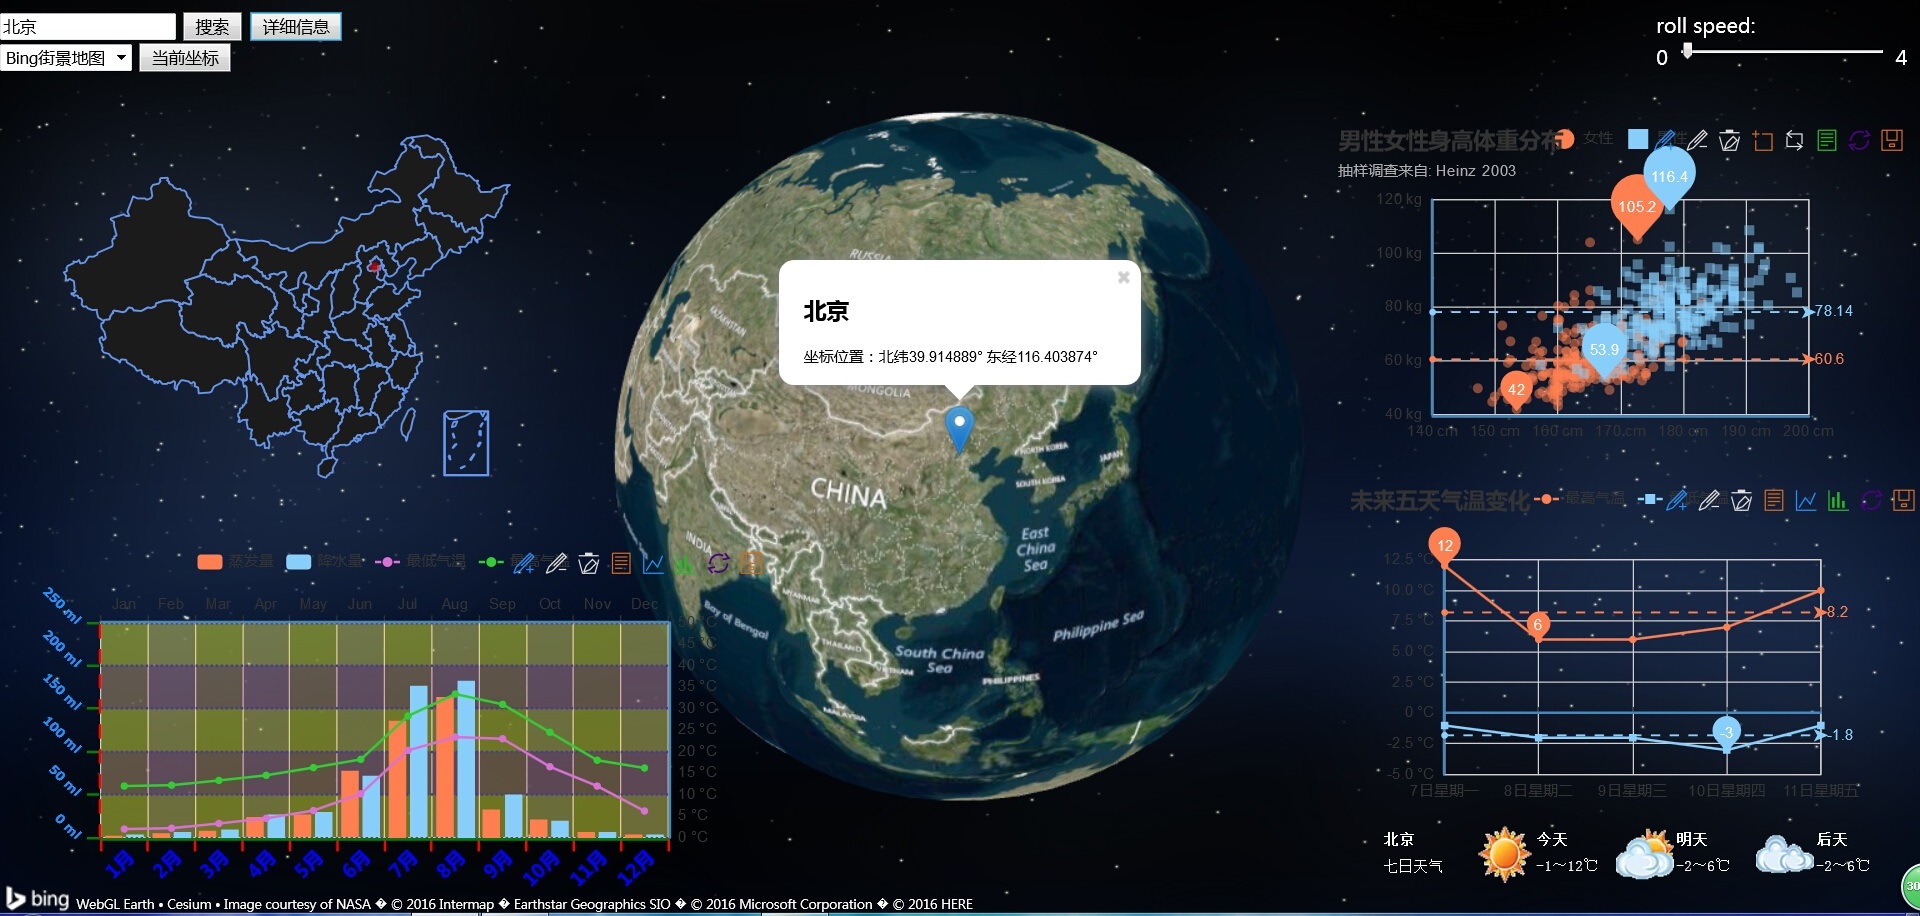 北京 搜索 详细信息
Bing街景地图 当前坐标
roll speed:
0 4
男性女性身高体重分布 女性
抽样调查来自: Heinz 2003
120 kg
100 kg
80 kg
60 kg
40 kg
140 cm 150 cm 160 cm 170 cm 180 cm 190 cm 200 cm
116.4
105.2
78.14
60.6
53.9
42
RUSSIA
KAZAKHSTAN
MONGOLIA
北京
坐标位置：北纬39.914889° 东经116.403874°
CHINA
NORTH KOREA
SOUTH KOREA
JAPAN
East
China
Sea
INDIA
Bay of Bengal
MYANMAR
THAILAND
VIETNAM
South China
Sea
Philippine Sea
PHILIPPINES
MALAYSIA
未来五天气温变化 最高气温
12.5 °C
10.0 °C
7.5 °C
5.0 °C
2.5 °C
0 °C
-2.5 °C
-5.0 °C
7日星期一 8日星期二 9日星期三 10日星期四 11日星期五
12
6
8.2
-3
-1.8
蒸发量 降水量 最低气温 最高气温
Jan Feb Mar Apr May Jun Jul Aug Sep Oct Nov Dec
250 ml
200 ml
150 ml
100 ml
50 ml
0 ml
50 °C
45 °C
40 °C
35 °C
30 °C
25 °C
20 °C
15 °C
10 °C
5 °C
0 °C
1月 2月 3月 4月 5月 6月 7月 8月 9月 10月 11月 12月
北京 今天 明天 后天
七日天气 -1～12℃ -2～6℃ -2～6℃
30
bing WebGL Earth • Cesium • Image courtesy of NASA � © 2016 Intermap � Earthstar Geographics SIO � © 2016 Microsoft Corporation � © 2016 HERE